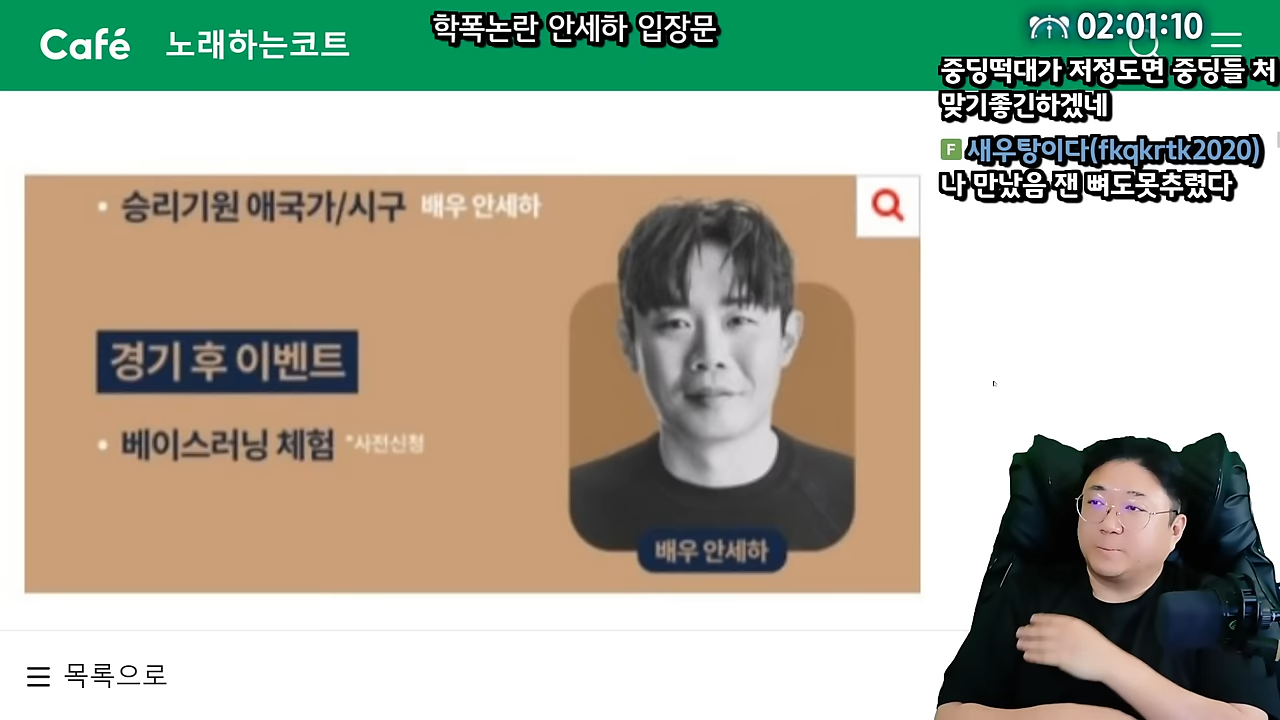 Café 노래하는코트
학폭논란 안세하 입장문
02:01:10
중딩떡대가 저정도면 중딩들 처
맞기좋긴하겠네
F 새우탕이다(fkqkrtk2020)
나 만났음 잰 뼈도못추렸다
• 승리기원 애국가/시구 배우 안세하
경기 후 이벤트
• 베이스러닝 체험 *사전신청
배우 안세하
목록으로